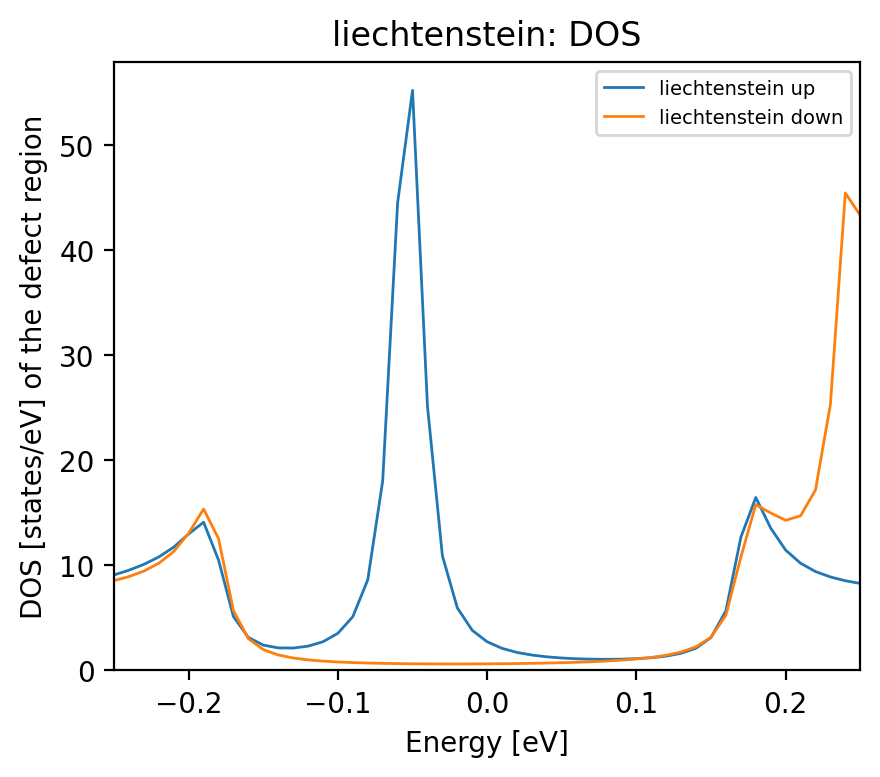 liechtenstein: DOS
liechtenstein up
liechtenstein down
DOS [states/eV] of the defect region
50
40
30
20
10
0
−0.2
−0.1
0.0
0.1
0.2
Energy [eV]